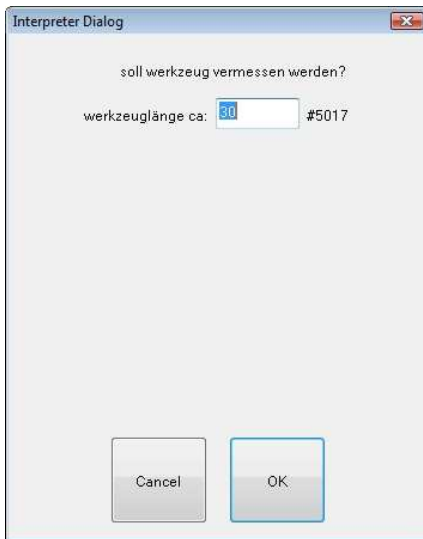 Interpreter Dialog
soll werkzeug vermessen werden?
werkzeuglänge ca: 30 #5017
Cancel OK